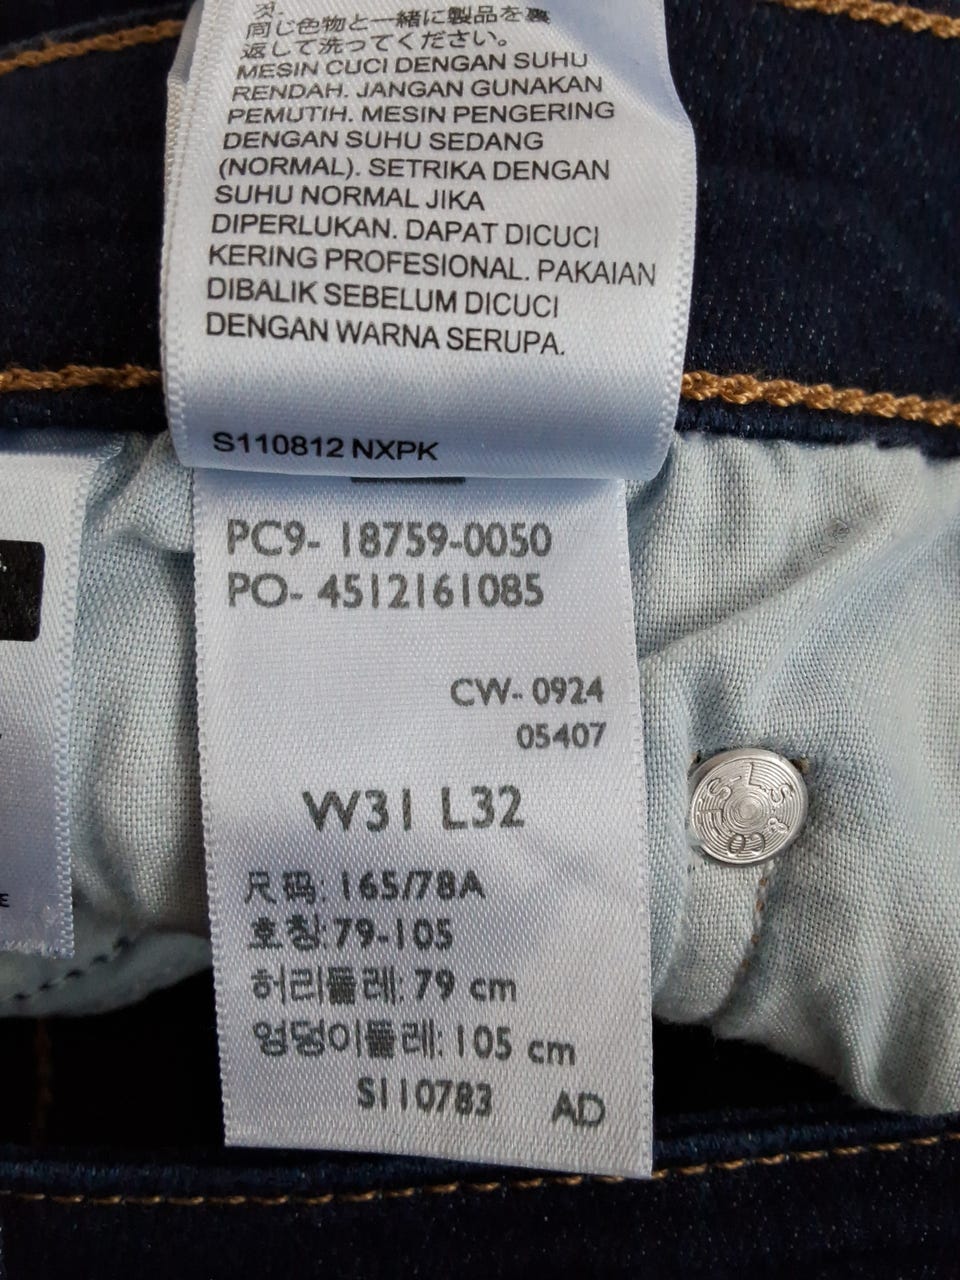 同じ色物と一緒に製品を裏
返して洗ってください。
MESIN CUCI DENGAN SUHU
RENDAH. JANGAN GUNAKAN
PEMUTIH. MESIN PENGERING
DENGAN SUHU SEDANG
(NORMAL). SETRIKA DENGAN
SUHU NORMAL JIKA
DIPERLUKAN. DAPAT DICUCI
KERING PROFESIONAL. PAKAIAN
DIBALIK SEBELUM DICUCI
DENGAN WARNA SERUPA.
S110812 NXPK
PC9- 18759-0050
PO- 4512161085
CW- 0924
05407
W31 L32
尺码: 165/78A
호칭:79-105
허리둘레: 79 cm
엉덩이둘레: 105 cm
S110783 AD